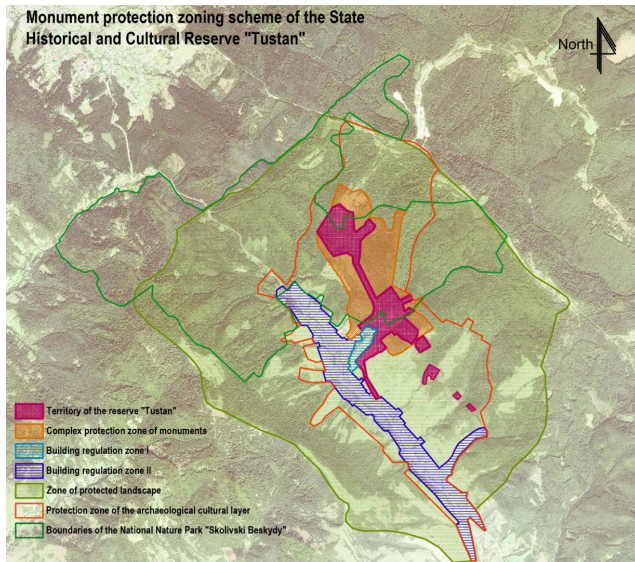 Monument protection zoning scheme of the State
Historical and Cultural Reserve "Tustan"
North
Territory of the reserve "Tustan"
Complex protection zone of monuments
Building regulation zone I
Building regulation zone II
Zone of protected landscape
Protection zone of the archaeological cultural layer
Boundaries of the National Nature Park "Skolivski Beskydy"